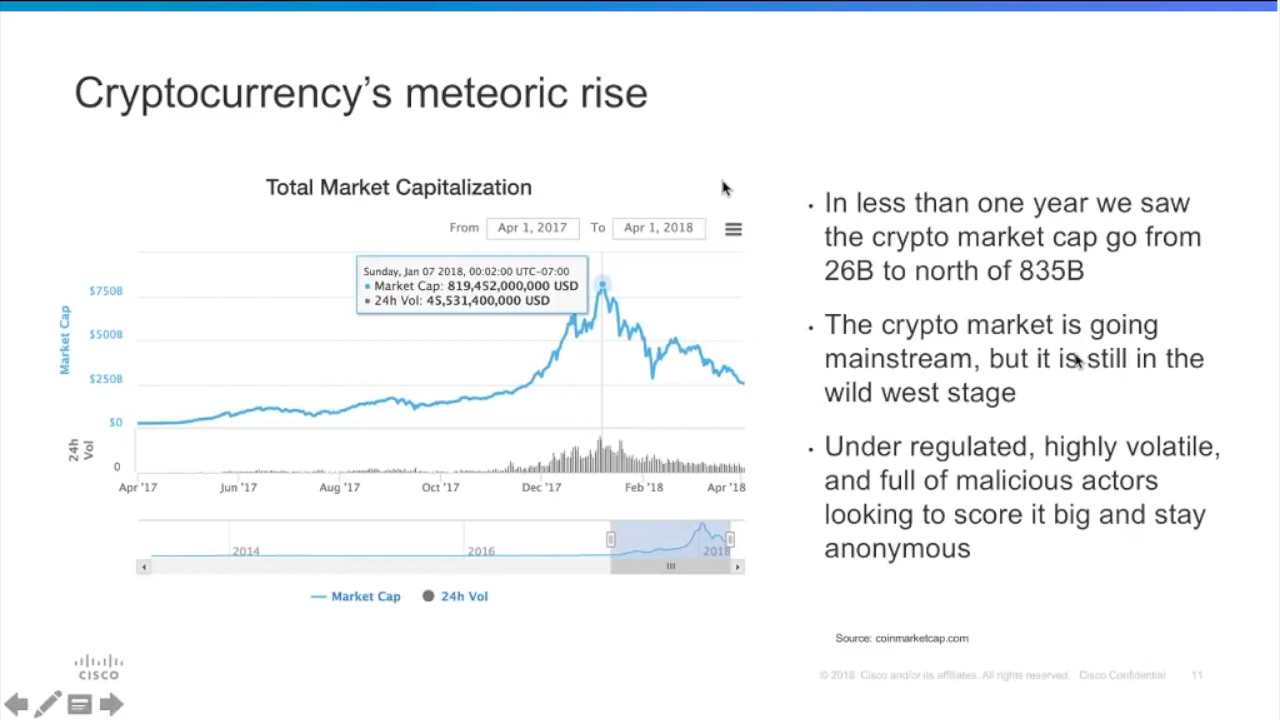 Cryptocurrency's meteoric rise
Total Market Capitalization
From Apr 1, 2017 To Apr 1, 2018
Sunday, Jan 07 2018, 00:02:00 UTC-07:00
• Market Cap: 819,452,000,000 USD
• 24h Vol: 45,531,400,000 USD
Market Cap
$750B
$500B
$250B
$0
24h
Vol
0
Apr '17 Jun '17 Aug '17 Oct '17 Dec '17 Feb '18 Apr '18
2014 2016 2018
Market Cap 24h Vol
• In less than one year we saw
the crypto market cap go from
26B to north of 835B
• The crypto market is going
mainstream, but it is still in the
wild west stage
• Under regulated, highly volatile,
and full of malicious actors
looking to score it big and stay
anonymous
Source: coinmarketcap.com
CISCO
© 2018 Cisco and/or its affiliates. All rights reserved. Cisco Confidential 11